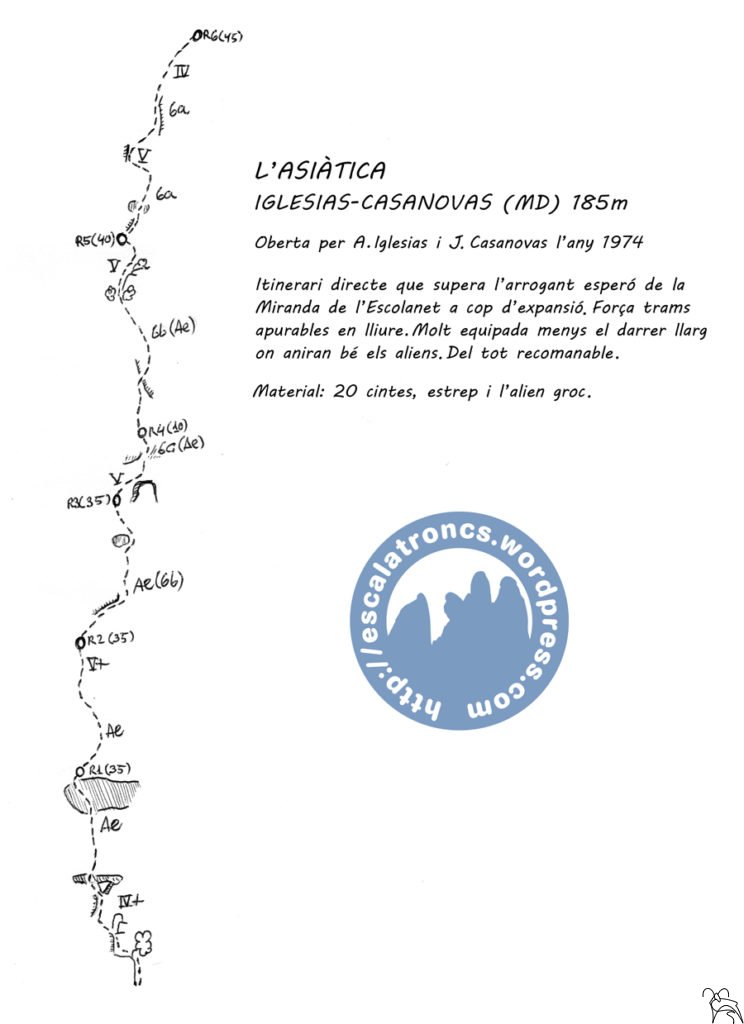 R6(45)
IV
6a
V
6a
R5(40)
V
6b(Ae)
R4(10)
6a(Ae)
V
R3(35)
Ae(6b)
R2(35)
V+
Ae
R1(35)
Ae
IV+
L'ASIÀTICA
IGLESIAS-CASANOVAS (MD) 185m
Oberta per A.Iglesias i J.Casanovas l'any 1974
Itinerari directe que supera l'arrogant esperó de la
Miranda de l'Escolanet a cop d'expansió. Força trams
apurables en lliure. Molt equipada menys el darrer llarg
on aniran bé els aliens. Del tot recomanable.
Material: 20 cintes, estrep i l'alien groc.
http://escalatroncs.wordpress.com